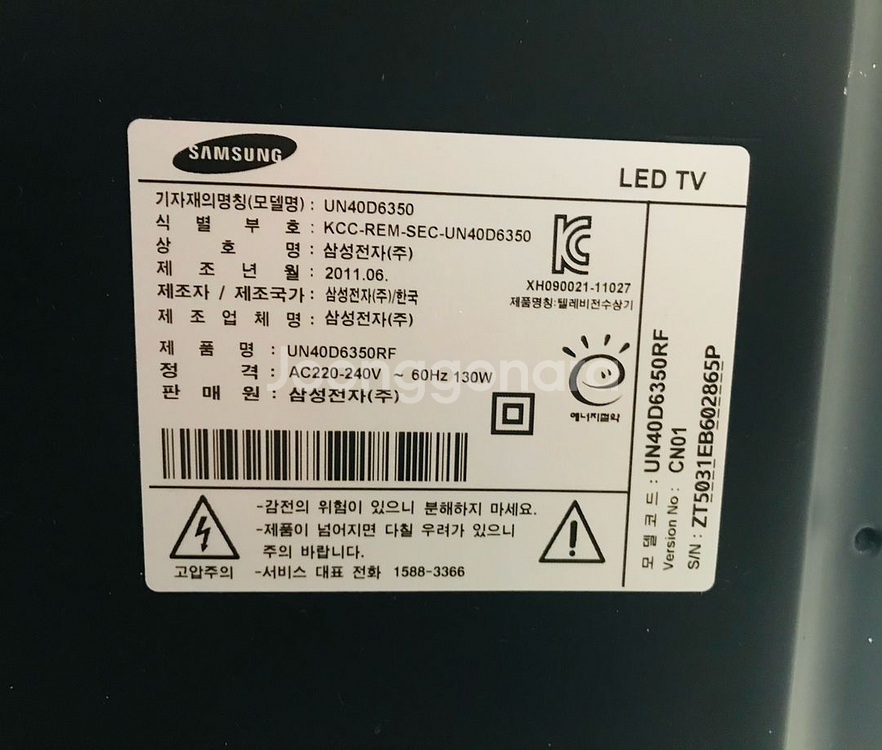 SAMSUNG
LED TV
기자재의명칭(모델명) : UN40D6350
식 별 부 호 : KCC-REM-SEC-UN40D6350
상 호 명 : 삼성전자(주)
제 조 년 월 : 2011.06.
제조자 / 제조국가 : 삼성전자(주)/한국
제 조 업 체 명 : 삼성전자(주)
XH090021-11027
제품명칭:텔레비전수상기
제 품 명 : UN40D6350RF
정 격 : AC220-240V ~ 60Hz 130W
판 매 원 : 삼성전자(주)
에너지절약
Joonggonara
-감전의 위험이 있으니 분해하지 마세요.
-제품이 넘어지면 다칠 우려가 있으니
주의 바랍니다.
고압주의
-서비스 대표 전화 1588-3366
모 델 코 드 : UN40D6350RF
Version No : CN01
S/N : ZT5031EB602865P